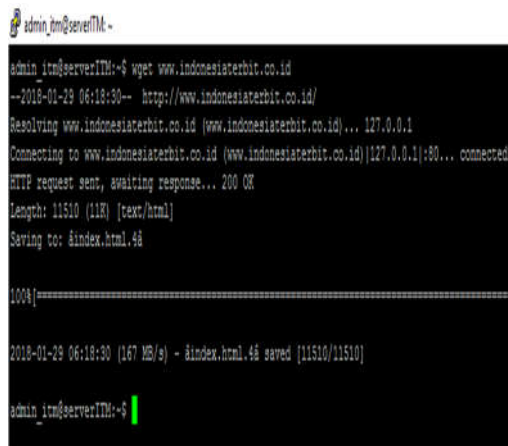 admin_itm@serverITM: ~
admin_itm@serverITM:~$ wget www.indonesiaterbit.co.id
--2018-01-29 06:18:30-- http://www.indonesiaterbit.co.id/
Resolving www.indonesiaterbit.co.id (www.indonesiaterbit.co.id)... 127.0.0.1
Connecting to www.indonesiaterbit.co.id (www.indonesiaterbit.co.id)|127.0.0.1|:80... connected
HTTP request sent, awaiting response... 200 OK
Length: 11510 (11K) [text/html]
Saving to: âindex.html.4â
100%[==============================================================================
2018-01-29 06:18:30 (167 MB/s) - âindex.html.4â saved [11510/11510]
admin_itm@serverITM:~$